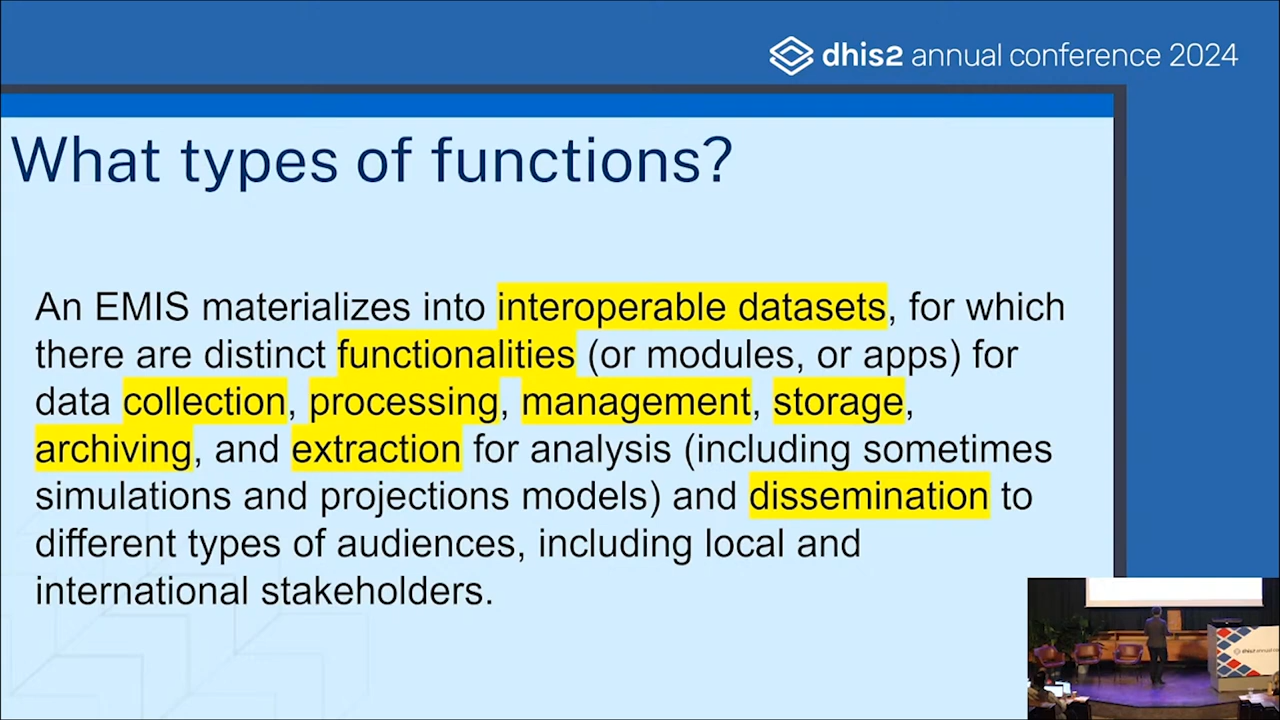 dhis2 annual conference 2024
What types of functions?
An EMIS materializes into interoperable datasets, for which
there are distinct functionalities (or modules, or apps) for
data collection, processing, management, storage,
archiving, and extraction for analysis (including sometimes
simulations and projections models) and dissemination to
different types of audiences, including local and
international stakeholders.
dhis2 annual